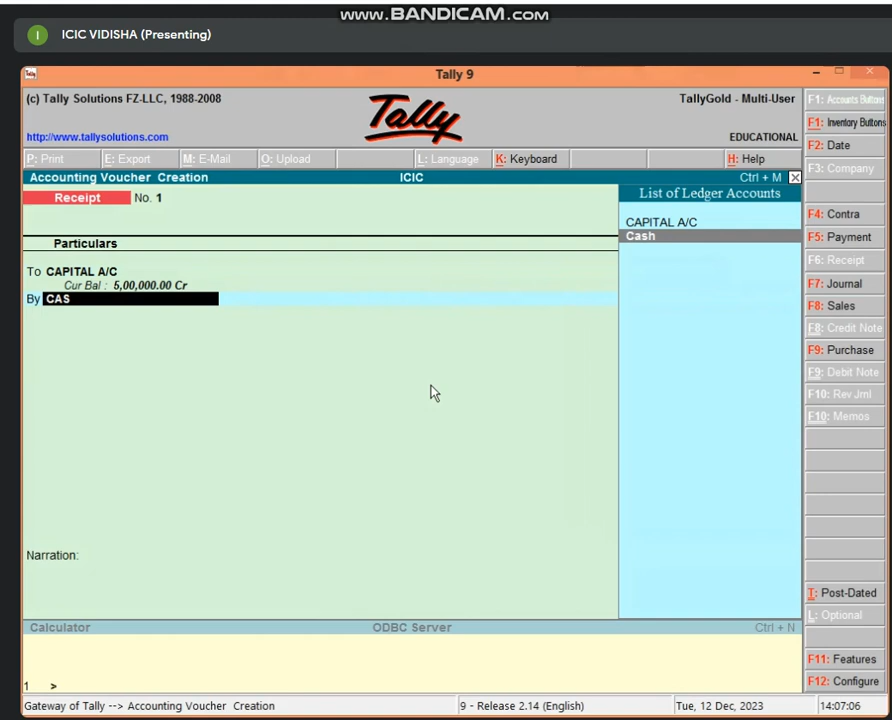 www.BANDICAM.com
I ICIC VIDISHA (Presenting)
Tally Tally 9
(c) Tally Solutions FZ-LLC, 1988-2008
Tally
TallyGold - Multi-User
http://www.tallysolutions.com
EDUCATIONAL
P: Print E: Export M: E-Mail O: Upload L: Language K: Keyboard H: Help
Accounting Voucher Creation ICIC Ctrl + M
Receipt No. 1
Particulars
To CAPITAL A/C
Cur Bal : 5,00,000.00 Cr
By CAS
Narration:
List of Ledger Accounts
CAPITAL A/C
Cash
F1: Accounts Buttons
F1: Inventory Buttons
F2: Date
F3: Company
F4: Contra
F5: Payment
F6: Receipt
F7: Journal
F8: Sales
F8: Credit Note
F9: Purchase
F9: Debit Note
F10: Rev Jrnl
F10: Memos
T: Post-Dated
L: Optional
F11: Features
F12: Configure
Calculator ODBC Server Ctrl + N
1 >
Gateway of Tally --> Accounting Voucher Creation 9 - Release 2.14 (English) Tue, 12 Dec, 2023 14:07:06